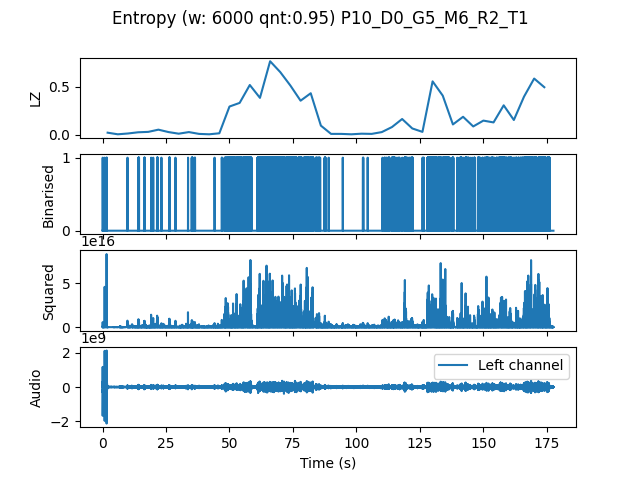 Entropy (w: 6000 qnt:0.95) P10_D0_G5_M6_R2_T1
0.5
0.0
LZ
1
0
Binarised
1e16
5
0
Squared
1e9
2
0
−2
Audio
Left channel
0 25 50 75 100 125 150 175
Time (s)